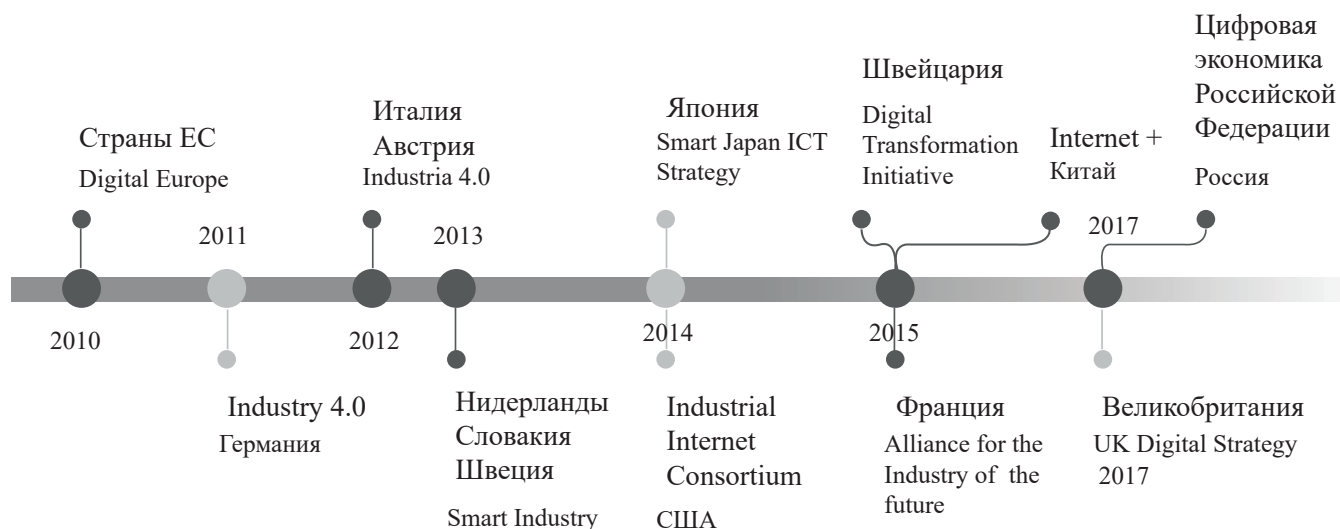 Страны ЕС
Digital Europe
2010
2011
Industry 4.0
Германия
Италия
Австрия
Industria 4.0
2012
2013
Нидерланды
Словакия
Швеция
Smart Industry
Япония
Smart Japan ICT
Strategy
2014
Industrial
Internet
Consortium
США
Швейцария
Digital
Transformation
Initiative
Internet +
Китай
2015
Франция
Alliance for the
Industry of the
future
Цифровая
экономика
Российской
Федерации
Россия
2017
Великобритания
UK Digital Strategy
2017